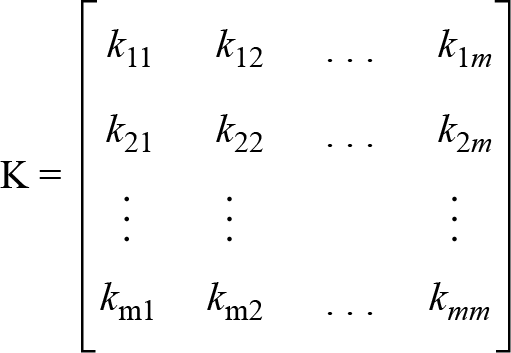 k11 k12 . . . k1m
k21 k22 . . . k2m
K =
⋮ ⋮ ⋮
km1 km2 . . . kmm